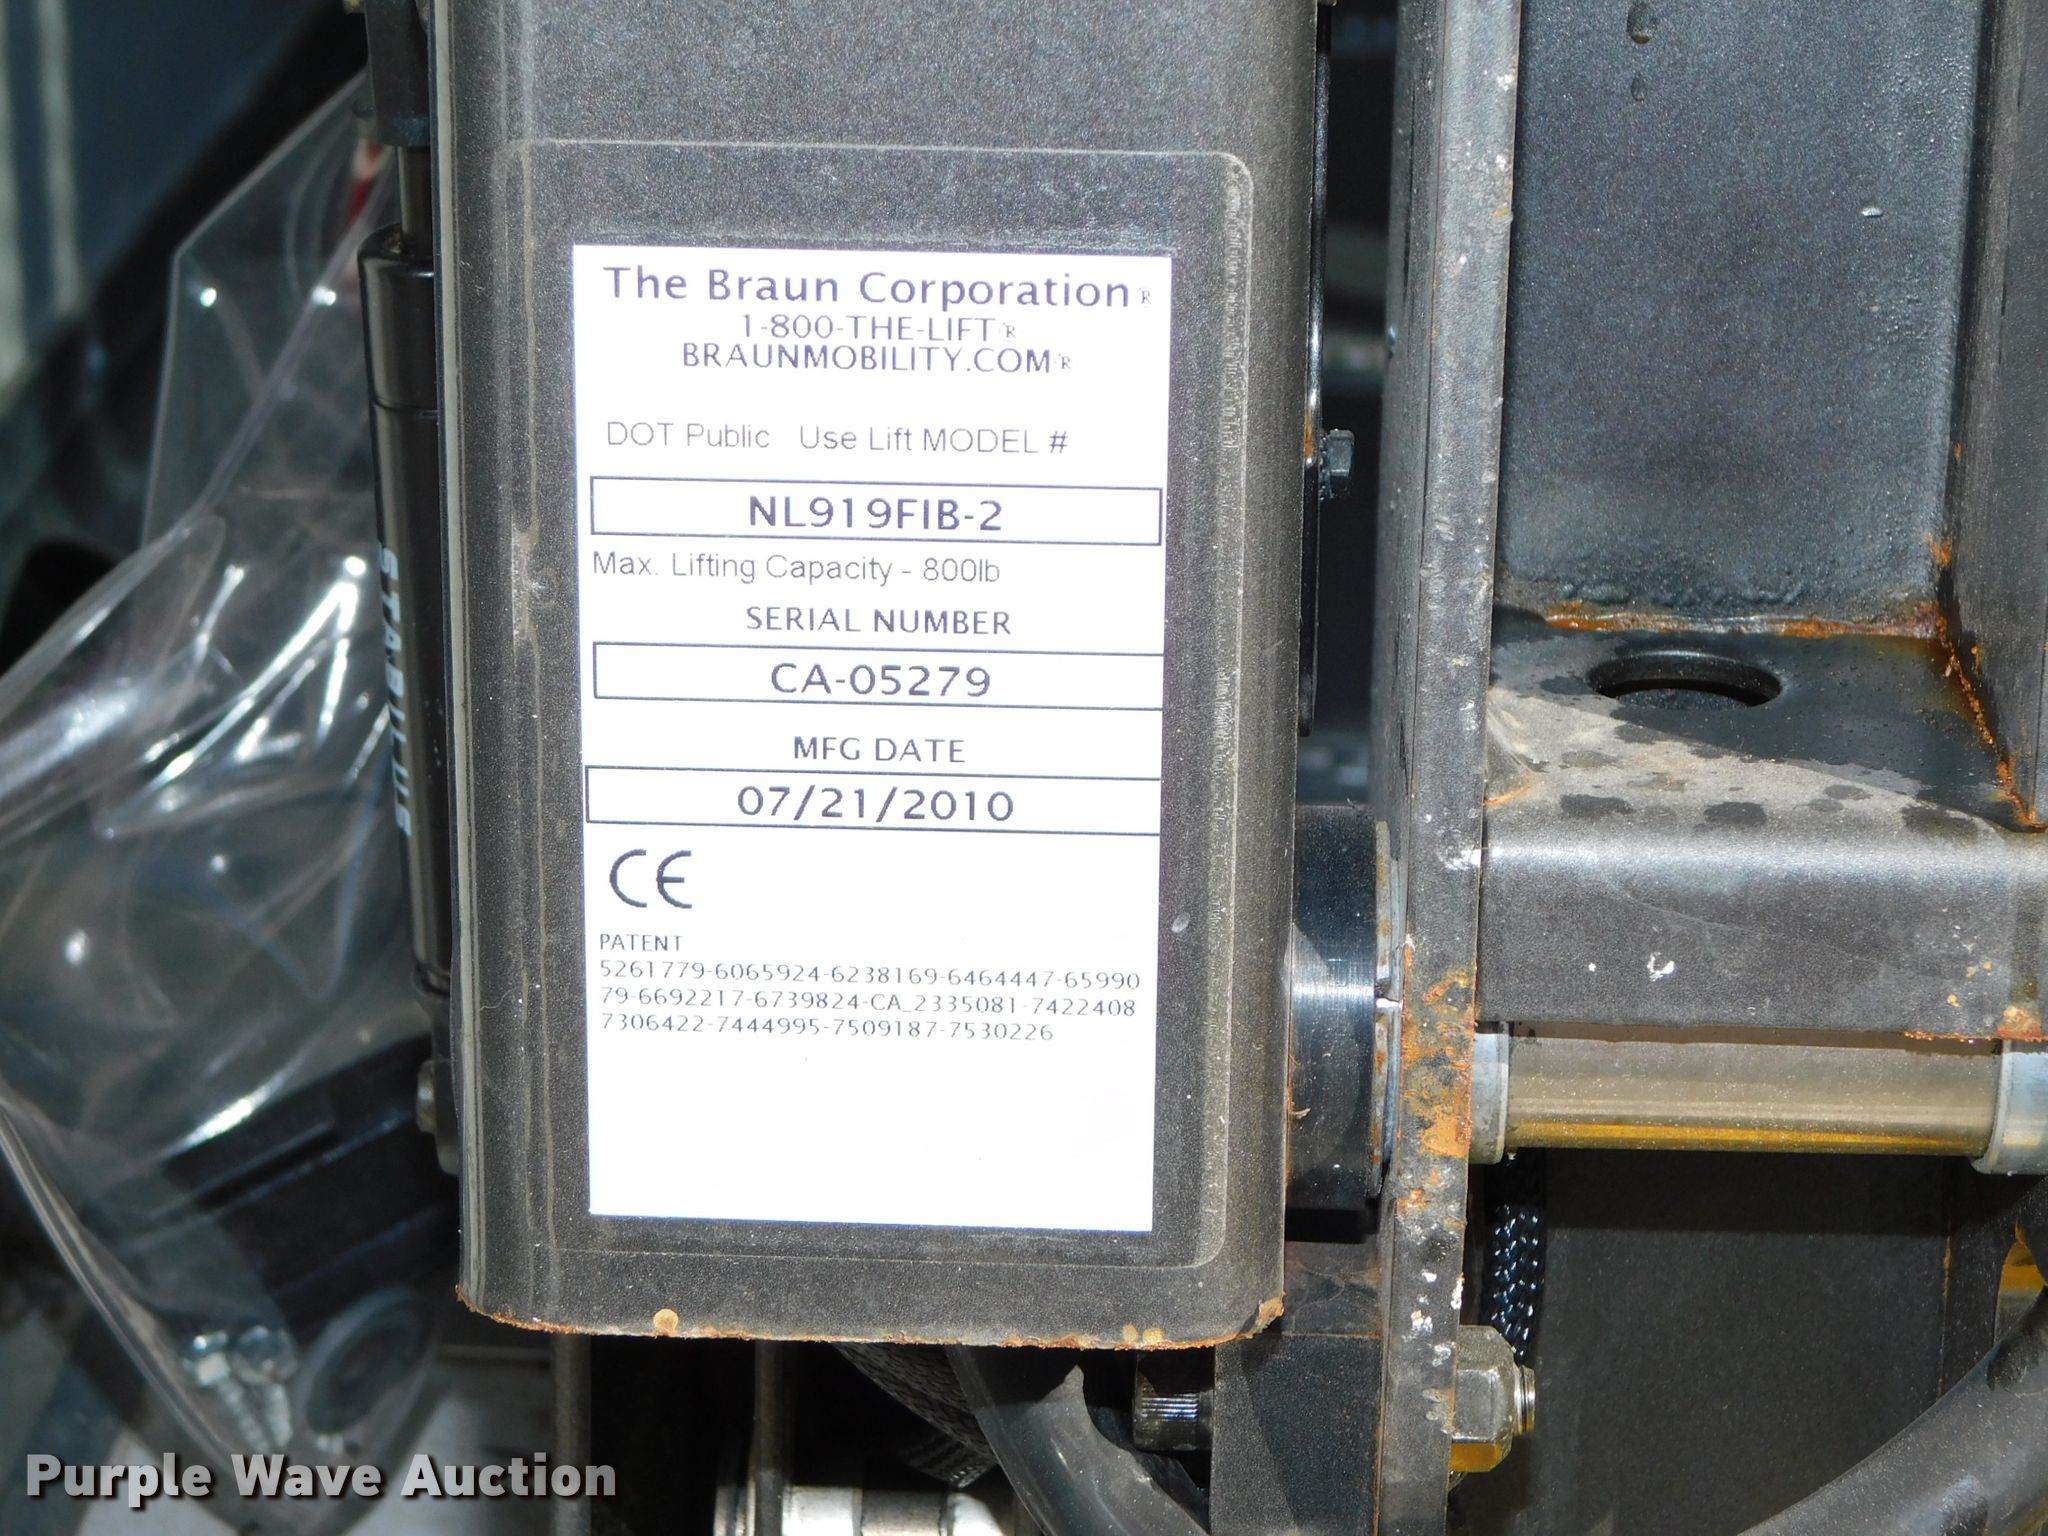 The Braun Corporation®
1-800-THE-LIFT®
BRAUNMOBILITY.COM®
DOT Public Use Lift MODEL #
NL919FIB-2
Max. Lifting Capacity - 800lb
SERIAL NUMBER
CA-05279
MFG DATE
07/21/2010
CE
PATENT
5261779-6065924-6238169-6464447-65990
79-6692217-6739824-CA_2335081-7422408
7306422-7444995-7509187-7530226
STABILUS
Purple Wave Auction